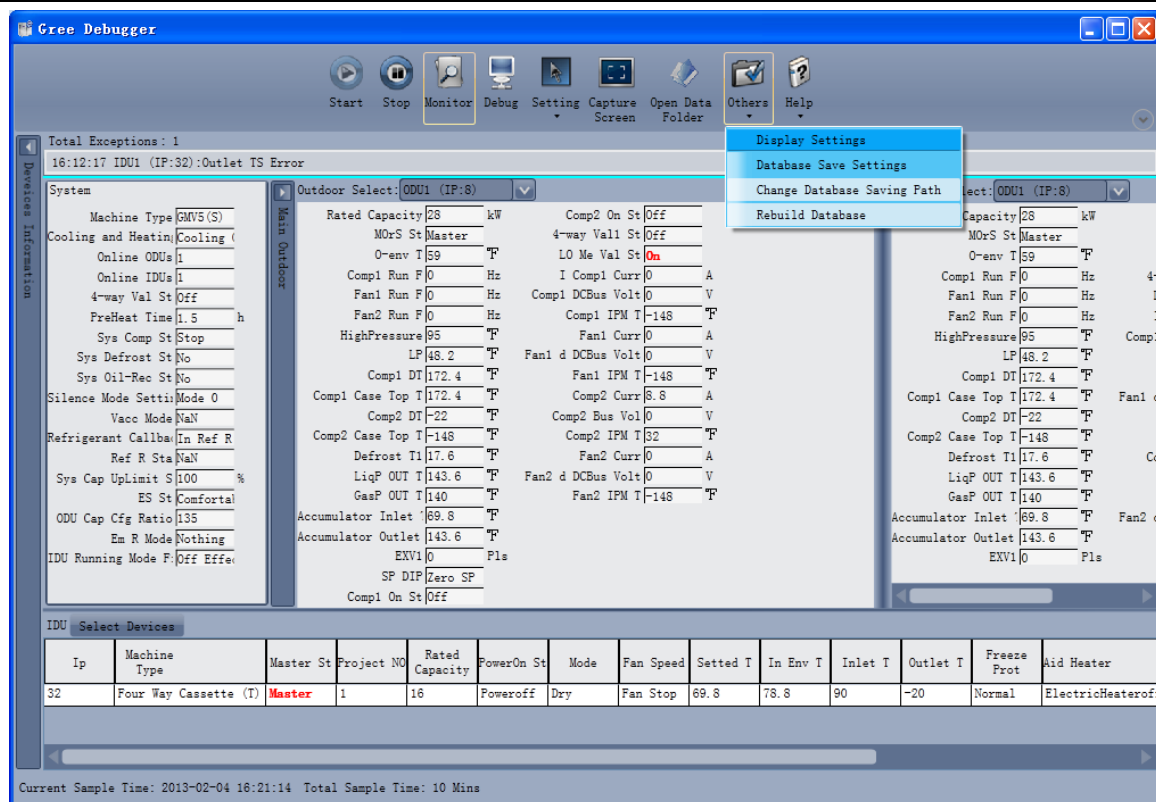 Gree Debugger
Start Stop Monitor Debug Setting Capture Screen Open Data Folder Others Help
Display Settings
Database Save Settings
Change Database Saving Path
Rebuild Database
Total Exceptions: 1
16:12:17 IDU1 (IP:32):Outlet TS Error
Deveices Information
System
Machine Type GMV5(S)
Cooling and Heatin Cooling (
Online ODUs 1
Online IDUs 1
4-way Val St Off
PreHeat Time 1.5 h
Sys Comp St Stop
Sys Defrost St No
Sys Oil-Rec St No
Silence Mode Setti Mode 0
Vacc Mode NaN
Refrigerant Callba In Ref R
Ref R Sta NaN
Sys Cap UpLimit S 100 %
ES St Comfortal
ODU Cap Cfg Ratio 135
Em R Mode Nothing
IDU Running Mode F: Off Effe
Main Outdoor
Outdoor Select: ODU1 (IP:8)
Rated Capacity 28 kW
MOrS St Master
O-env T 59 ℉
Comp1 Run F 0 Hz
Fan1 Run F 0 Hz
Fan2 Run F 0 Hz
HighPressure 95 ℉
LP 48.2 ℉
Comp1 DT 172.4 ℉
Comp1 Case Top T 172.4 ℉
Comp2 DT -22 ℉
Comp2 Case Top T -148 ℉
Defrost T1 17.6 ℉
LiqP OUT T 143.6 ℉
GasP OUT T 140 ℉
Accumulator Inlet 69.8 ℉
Accumulator Outlet 143.6 ℉
EXV1 0 Pls
SP DIP Zero SP
Comp1 On St Off
Comp2 On St Off
4-way Val1 St Off
LO Me Val St On
I Comp1 Curr 0 A
Comp1 DCBus Volt 0 V
Comp1 IPM T -148 ℉
Fan1 Curr 0 A
Fan1 d DCBus Volt 0 V
Fan1 IPM T -148 ℉
Comp2 Curr 8.8 A
Comp2 Bus Vol 0 V
Comp2 IPM T 32 ℉
Fan2 Curr 0 A
Fan2 d DCBus Volt 0 V
Fan2 IPM T -148 ℉
lect: ODU1 (IP:8)
Capacity 28 kW
MOrS St Master
O-env T 59 ℉
Comp1 Run F 0 Hz 4-
Fan1 Run F 0 Hz
Fan2 Run F 0 Hz
HighPressure 95 ℉ Comp
LP 48.2 ℉
Comp1 DT 172.4 ℉
Comp1 Case Top T 172.4 ℉ Fan1
Comp2 DT -22 ℉
Comp2 Case Top T -148 ℉
Defrost T1 17.6 ℉ Co
LiqP OUT T 143.6 ℉
GasP OUT T 140 ℉
Accumulator Inlet 69.8 ℉ Fan2
Accumulator Outlet 143.6 ℉
EXV1 0 Pls
IDU Select Devices
Ip Machine Type Master St Project NO Rated Capacity PowerOn St Mode Fan Speed Setted T In Env T Inlet T Outlet T Freeze Prot Aid Heater
32 Four Way Cassette (T) Master 1 16 Poweroff Dry Fan Stop 69.8 78.8 90 -20 Normal ElectricHeaterof
Current Sample Time: 2013-02-04 16:21:14 Total Sample Time: 10 Mins